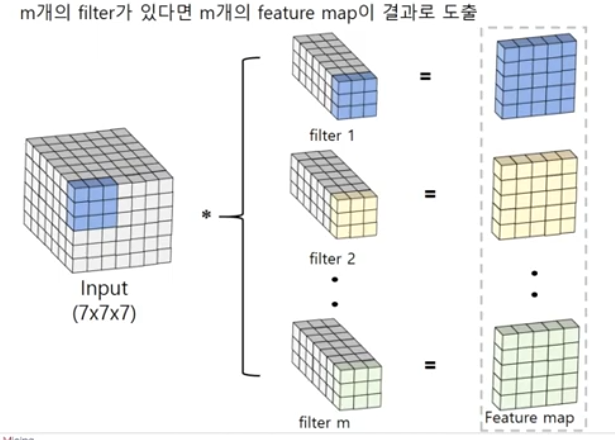 m개의 filter가 있다면 m개의 feature map이 결과로 도출
filter 1
=
filter 2
=
Input
(7x7x7)
*
filter m
=
Feature map